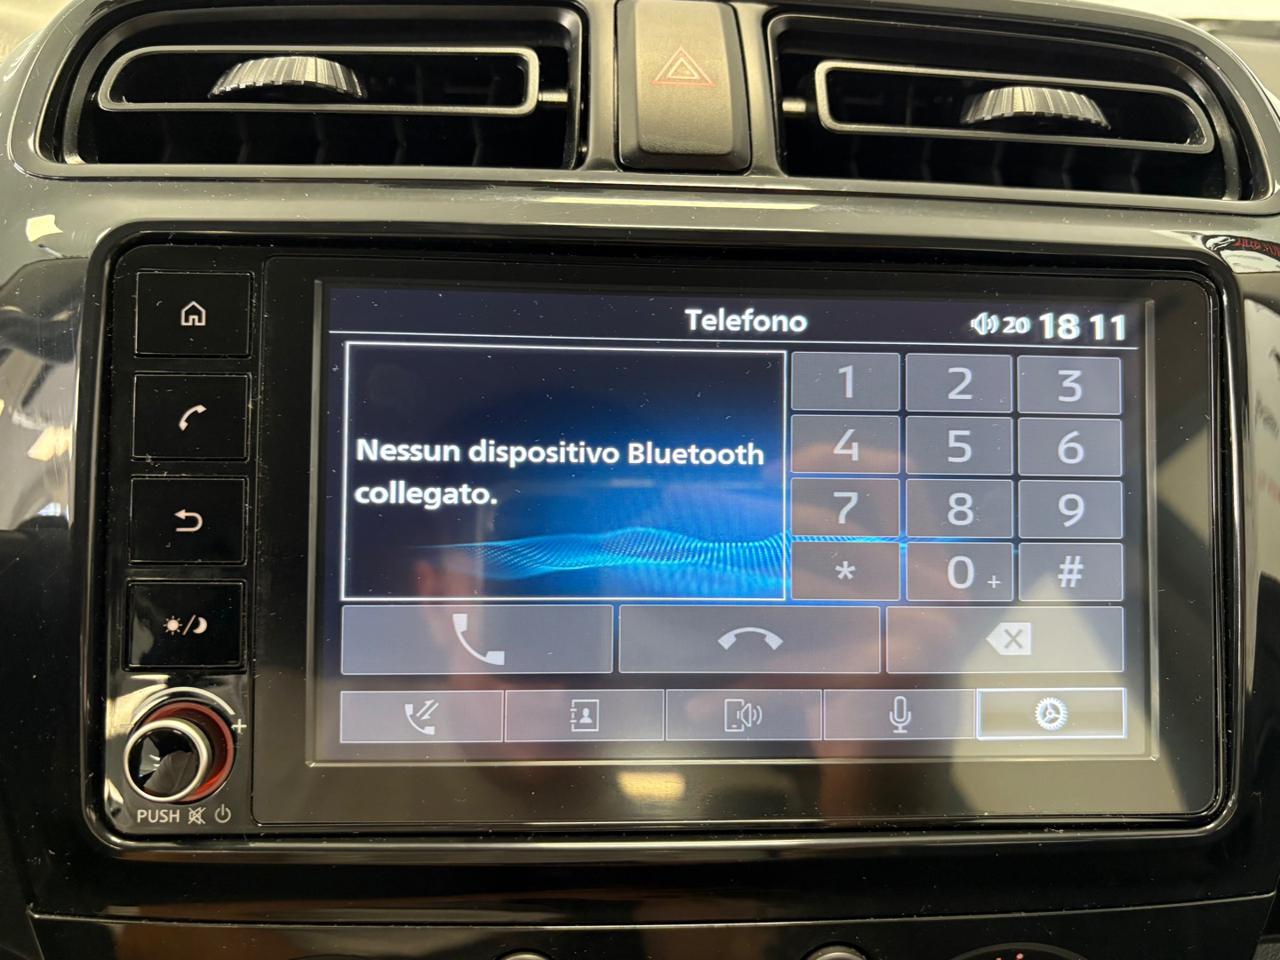 Telefono
20 18 11
Nessun dispositivo Bluetooth
collegato.
1 2 3
4 5 6
7 8 9
* 0 + #
+
PUSH